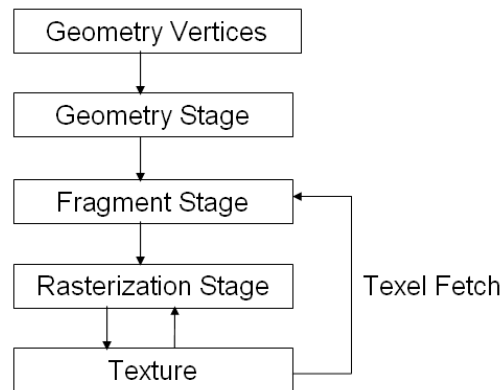 Geometry Vertices
Geometry Stage
Fragment Stage
Rasterization Stage
Texel Fetch
Texture